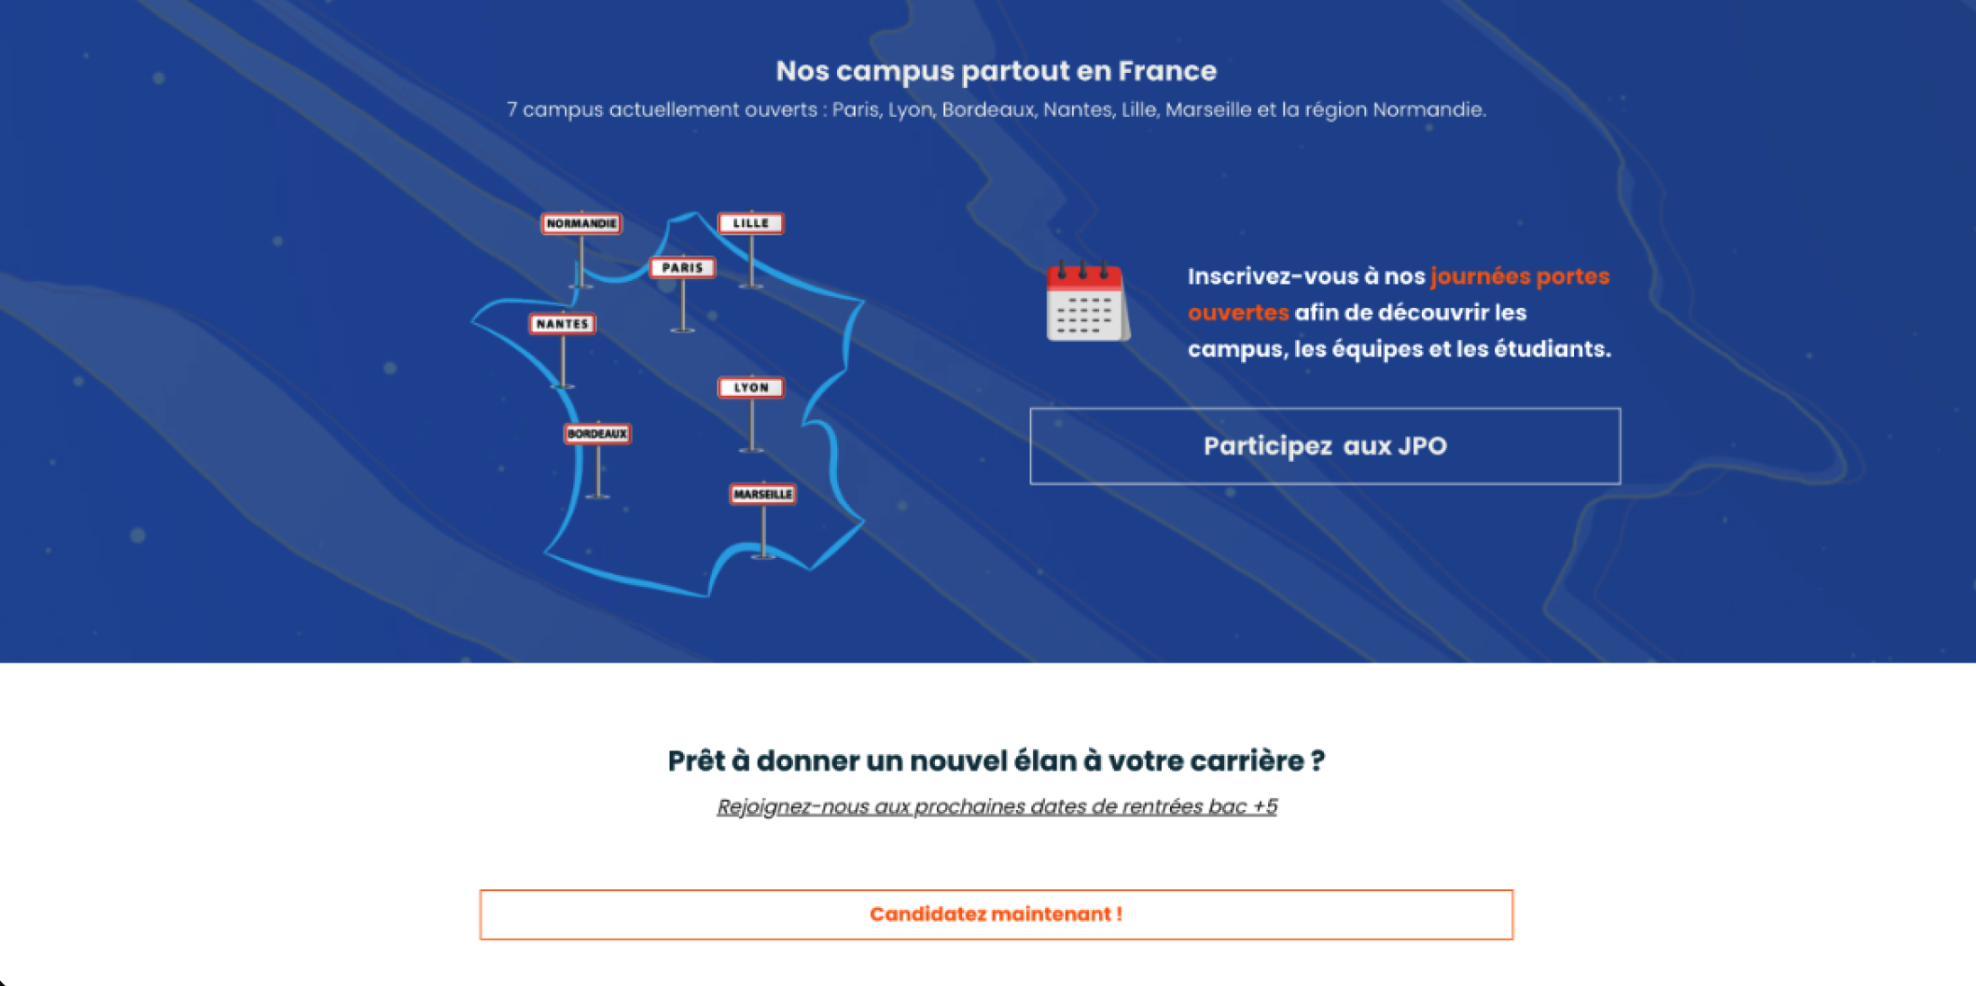 Nos campus partout en France
7 campus actuellement ouverts : Paris, Lyon, Bordeaux, Nantes, Lille, Marseille et la région Normandie.
NORMANDIE
LILLE
PARIS
NANTES
LYON
BORDEAUX
MARSEILLE
Inscrivez-vous à nos journées portes
ouvertes afin de découvrir les
campus, les équipes et les étudiants.
Participez aux JPO
Prêt à donner un nouvel élan à votre carrière ?
Rejoignez-nous aux prochaines dates de rentrées bac +5
Candidatez maintenant !